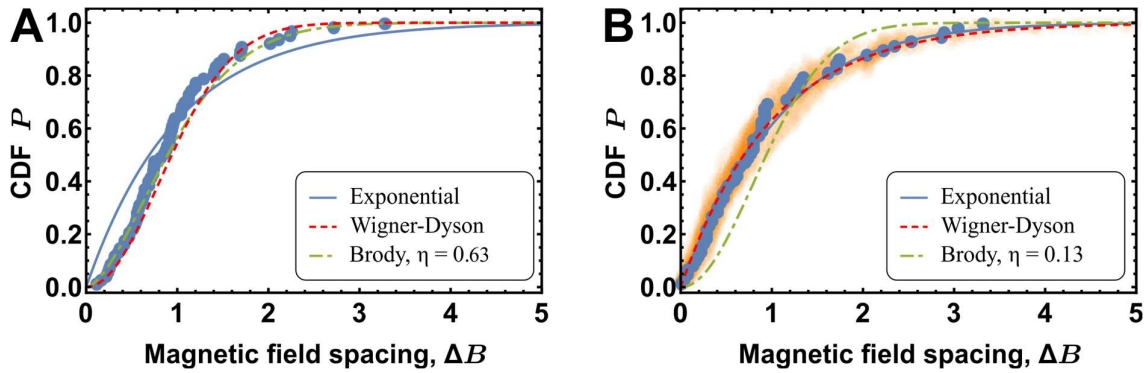 A
CDF P
1.0
0.8
0.6
0.4
0.2
0.0
Exponential
Wigner-Dyson
Brody, η = 0.63
0 1 2 3 4 5
Magnetic field spacing, ΔB
B
CDF P
1.0
0.8
0.6
0.4
0.2
0.0
Exponential
Wigner-Dyson
Brody, η = 0.13
0 1 2 3 4 5
Magnetic field spacing, ΔB